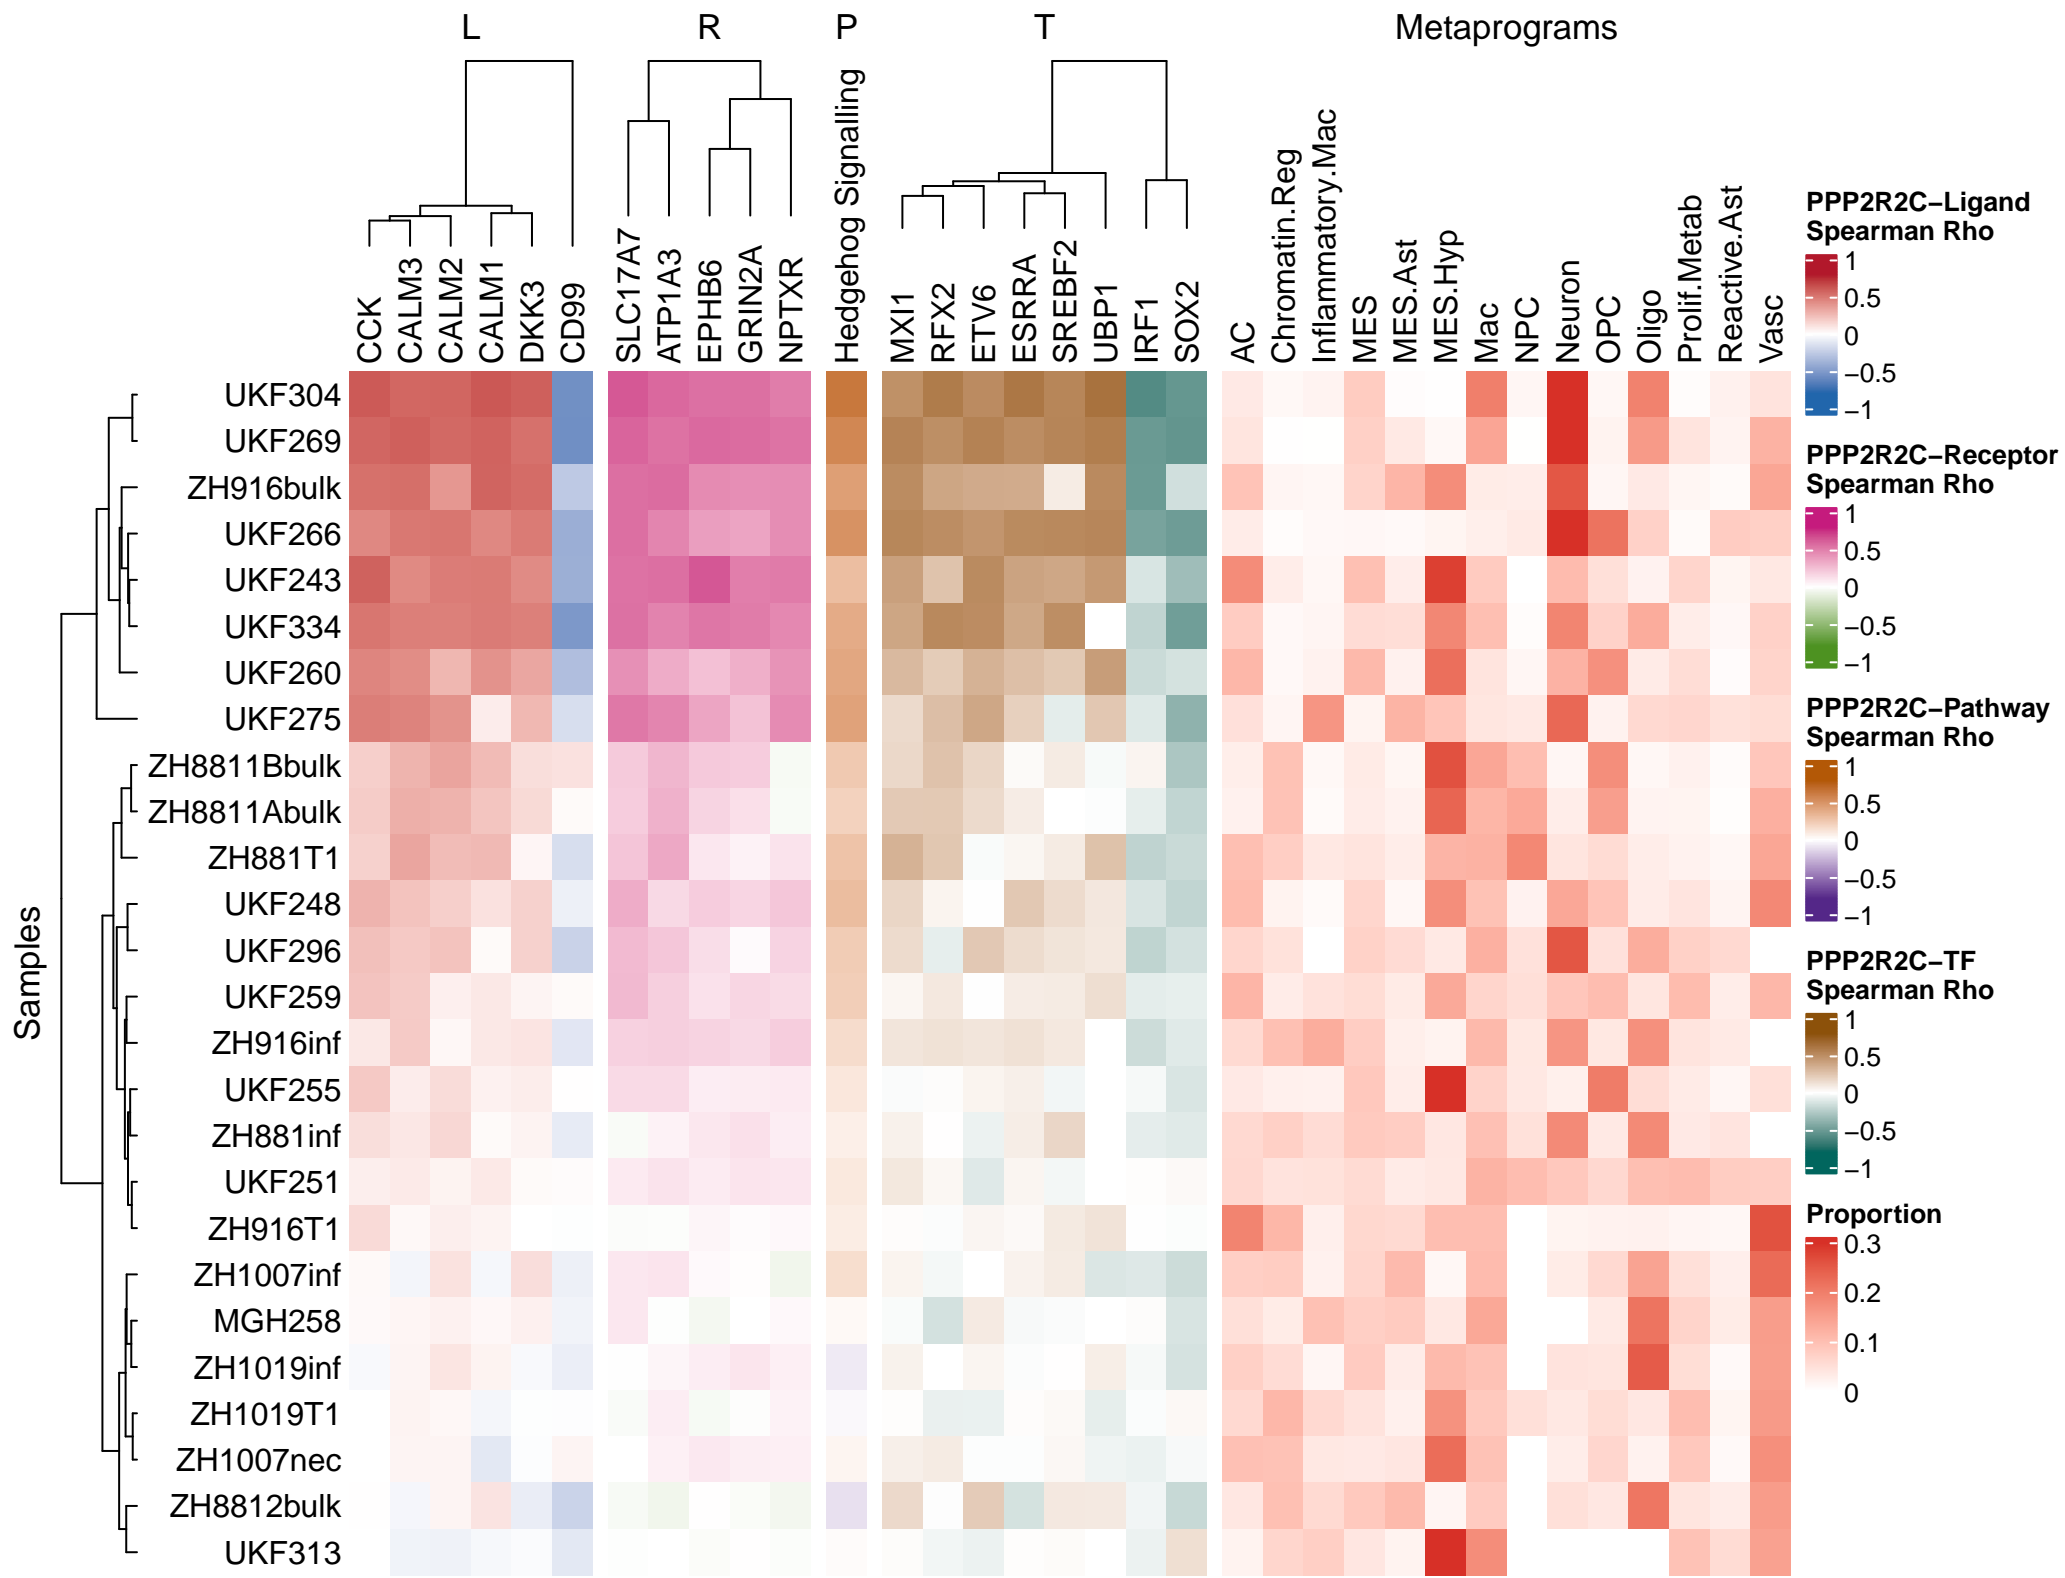 L R P T Metaprograms
CCK CALM3 CALM2 CALM1 DKK3 CD99
SLC17A7 ATP1A3 EPHB6 GRIN2A NPTXR
Hedgehog Signalling
MXI1 RFX2 ETV6 ESRRA SREBF2 UBP1 IRF1 SOX2
AC Chromatin.Reg Inflammatory.Mac MES MES.Ast MES.Hyp Mac NPC Neuron OPC Oligo Prolif.Metab Reactive.Ast Vasc
Samples
UKF304
UKF269
ZH916bulk
UKF266
UKF243
UKF334
UKF260
UKF275
ZH8811Bbulk
ZH8811Abulk
ZH881T1
UKF248
UKF296
UKF259
ZH916inf
UKF255
ZH881inf
UKF251
ZH916T1
ZH1007inf
MGH258
ZH1019inf
ZH1019T1
ZH1007nec
ZH8812bulk
UKF313
PPP2R2C−Ligand
Spearman Rho
1
0.5
0
−0.5
−1
PPP2R2C−Receptor
Spearman Rho
1
0.5
0
−0.5
−1
PPP2R2C−Pathway
Spearman Rho
1
0.5
0
−0.5
−1
PPP2R2C−TF
Spearman Rho
1
0.5
0
−0.5
−1
Proportion
0.3
0.2
0.1
0